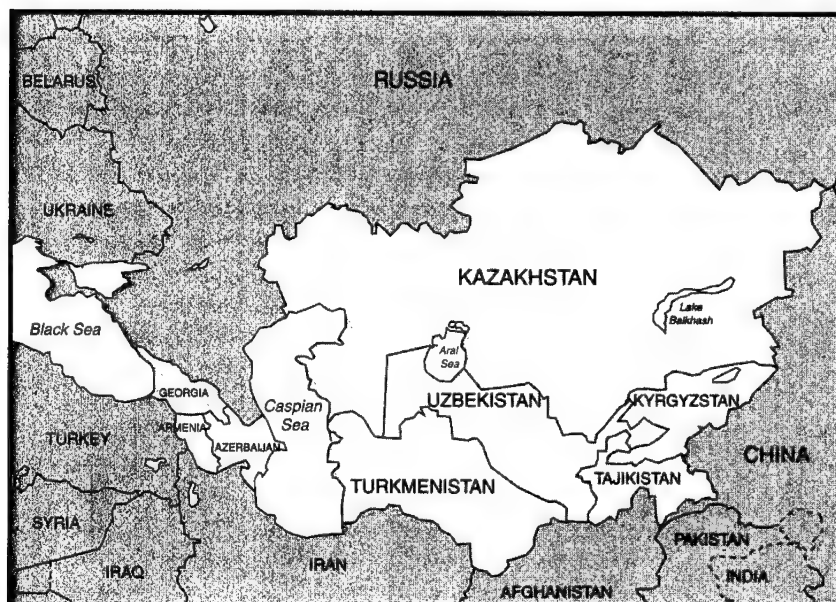 BELARUS
RUSSIA
UKRAINE
KAZAKHSTAN
Lake
Balkhash
Black Sea
Aral
Sea
GEORGIA
Caspian
Sea
UZBEKISTAN
KYRGYZSTAN
ARMENIA
AZERBAIJAN
TURKEY
CHINA
TURKMENISTAN
TAJIKISTAN
SYRIA
PAKISTAN
IRAQ
IRAN
INDIA
AFGHANISTAN